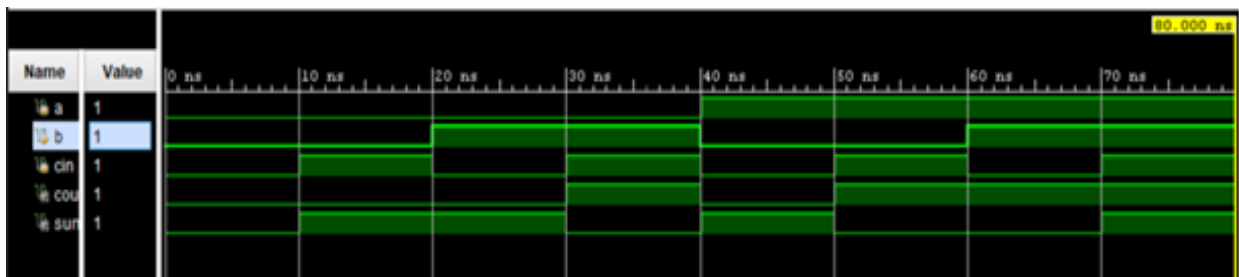 80.000 ns
Name Value 0 ns 10 ns 20 ns 30 ns 40 ns 50 ns 60 ns 70 ns
a 1
b 1
cin 1
cou 1
sun 1